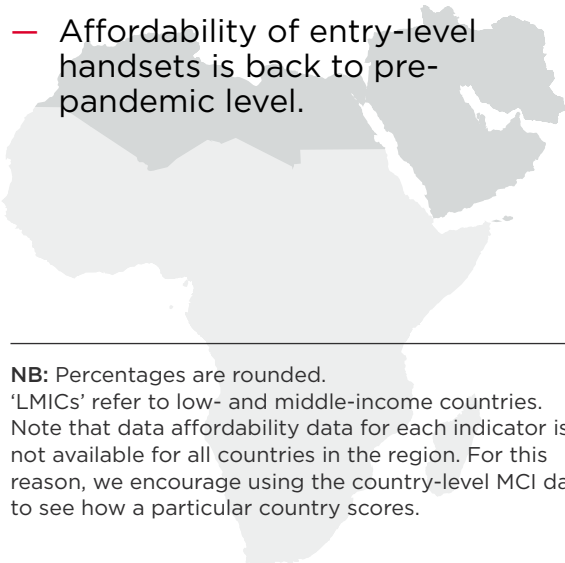 — Affordability of entry-level
handsets is back to pre-
pandemic level.
NB: Percentages are rounded.
‘LMICs’ refer to low- and middle-income countries.
Note that data affordability data for each indicator is
not available for all countries in the region. For this
reason, we encourage using the country-level MCI da
to see how a particular country scores.